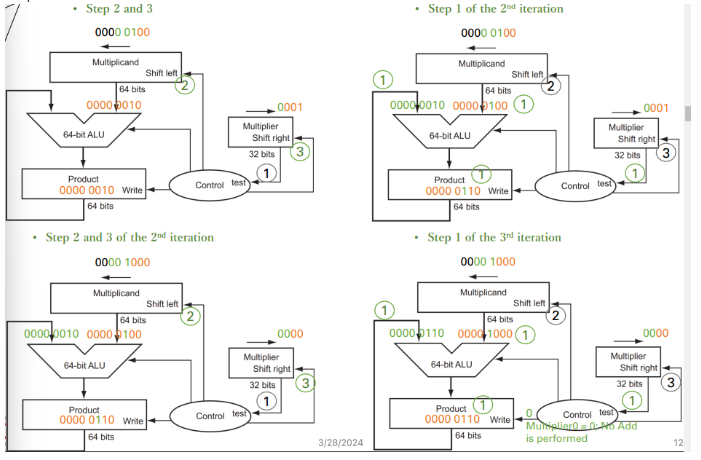 • Step 2 and 3
0000 0100
Multiplicand
Shift left
2
64 bits
0000 0010
0001
64-bit ALU
Multiplier
Shift right
32 bits
3
1
Product
0000 0010
Write
Control
test
64 bits
• Step 1 of the 2nd iteration
0000 0100
Multiplicand
Shift left
2
1
64 bits
0000 0010
0000 0100
1
0001
64-bit ALU
Multiplier
Shift right
32 bits
3
1
Product
1
0000 0110
Write
Control
test
64 bits
• Step 2 and 3 of the 2nd iteration
0000 1000
Multiplicand
Shift left
2
64 bits
0000 0010
0000 0100
0000
64-bit ALU
Multiplier
Shift right
32 bits
3
1
Product
0000 0110
Write
Control
test
64 bits
3/28/2024
• Step 1 of the 3rd iteration
0000 1000
Multiplicand
Shift left
2
1
64 bits
0000 0110
0000 1000
1
0000
64-bit ALU
Multiplier
Shift right
32 bits
3
1
Product
1
0000 0110
Write
0
Control
test
Multiplier0 = 0; No Add
is performed
64 bits
12